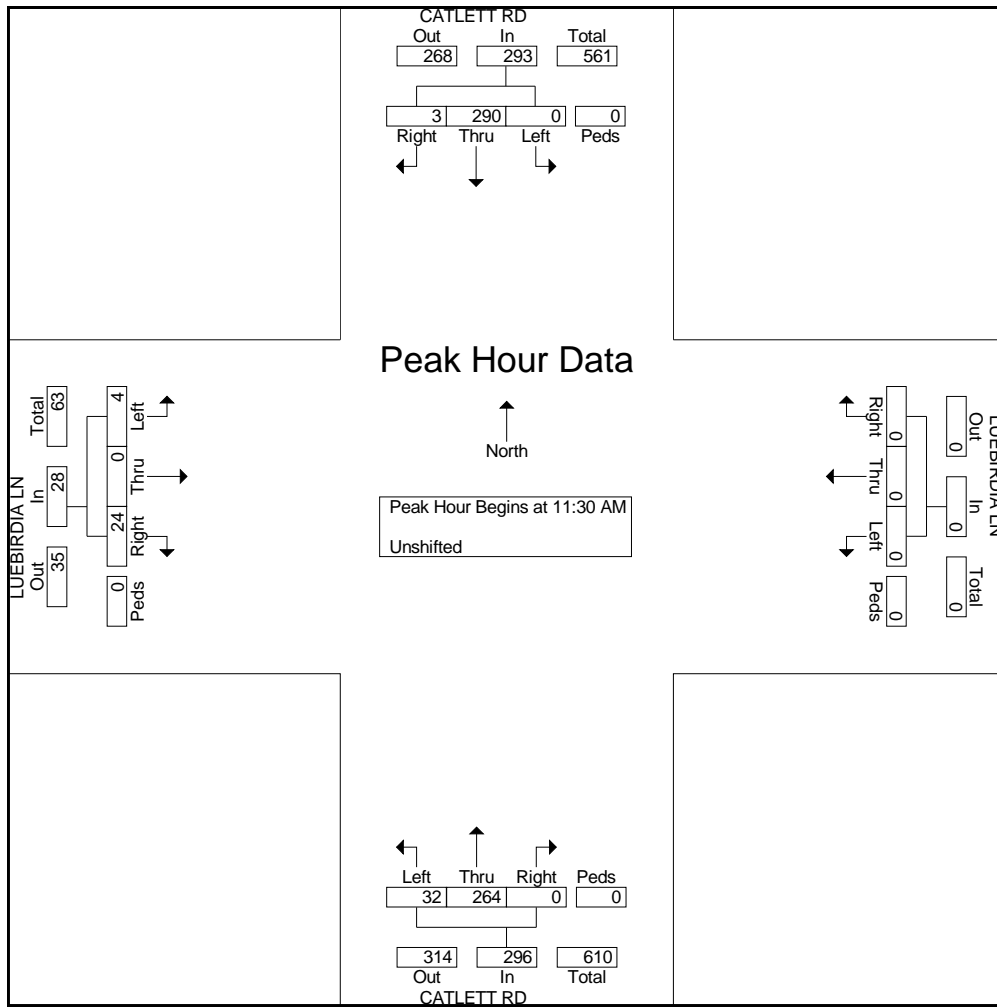 CATLETT RD
Out In Total
268 293 561
3 290 0 0
Right Thru Left Peds
Peak Hour Data
North
Peak Hour Begins at 11:30 AM
Unshifted
LUEBIRDIA LN
Total In Out
63 28 35
4 0 24 0
Left Thru Right Peds
LUEBIRDIA LN
Out In Total
0 0 0
Right Thru Left Peds
0 0 0 0
Left Thru Right Peds
32 264 0 0
314 296 610
Out In Total
CATLETT RD